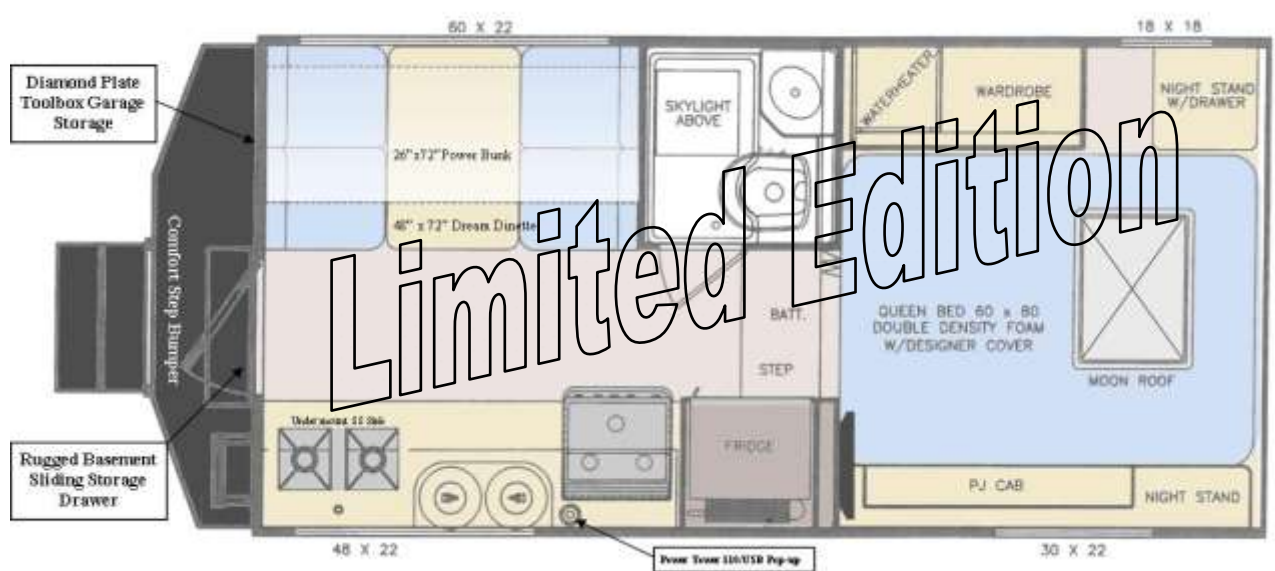 60 X 22
18 X 18
Diamond Plate
Toolbox Garage
Storage
SKYLIGHT
ABOVE
WATERHEATER
WARDROBE
NIGHT STAND
W/DRAWER
26"x72" Power Bunk
48" x 72" Dream Dinette
Limited Edition
Comfort Step Bumper
BATT.
STEP
QUEEN BED 60 x 80
DOUBLE DENSITY FOAM
W/DESIGNER COVER
MOON ROOF
Undermount SS Sink
FRIDGE
Rugged Basement
Sliding Storage
Drawer
PJ CAB
NIGHT STAND
48 X 22
Power Tower 110/USB Pop-up
30 X 22